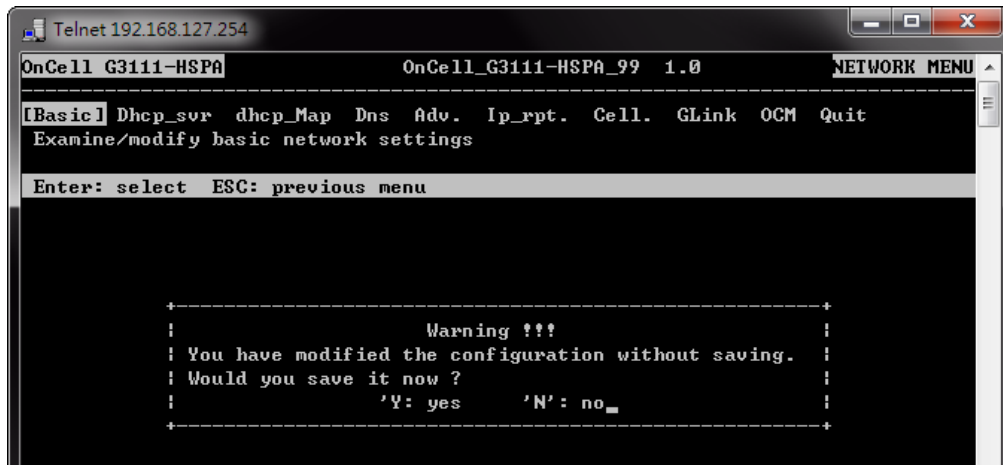 Telnet 192.168.127.254
OnCell G3111-HSPA OnCell_G3111-HSPA_99 1.0 NETWORK MENU
[Basic] Dhcp_svr dhcp_Map Dns Adv. Ip_rpt. Cell. GLink OCM Quit
Examine/modify basic network settings
Enter: select ESC: previous menu
Warning !!!
You have modified the configuration without saving.
Would you save it now ?
'Y: yes 'N': no_